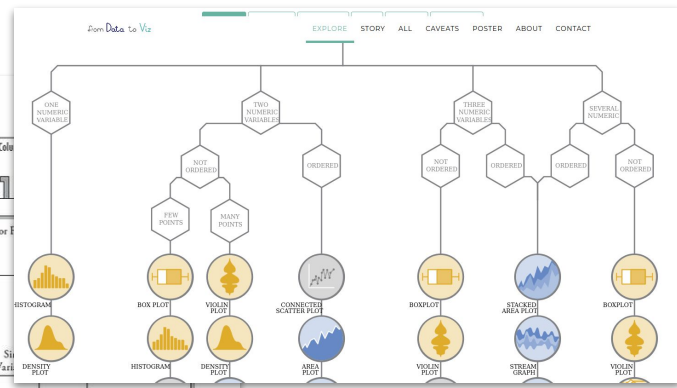 from Data to Viz
EXPLORE STORY ALL CAVEATS POSTER ABOUT CONTACT
ONE
NUMERIC
VARIABLE
TWO
NUMERIC
VARIABLES
THREE
NUMERIC
VARIABLES
SEVERAL
NUMERIC
NOT
ORDERED
ORDERED
NOT
ORDERED
ORDERED
ORDERED
NOT
ORDERED
FEW
POINTS
MANY
POINTS
HISTOGRAM
BOX PLOT
VIOLIN
PLOT
CONNECTED
SCATTER PLOT
BOXPLOT
STACKED
AREA PLOT
BOXPLOT
DENSITY
PLOT
HISTOGRAM
DENSITY
PLOT
AREA
PLOT
VIOLIN
PLOT
STREAM
GRAPH
VIOLIN
PLOT